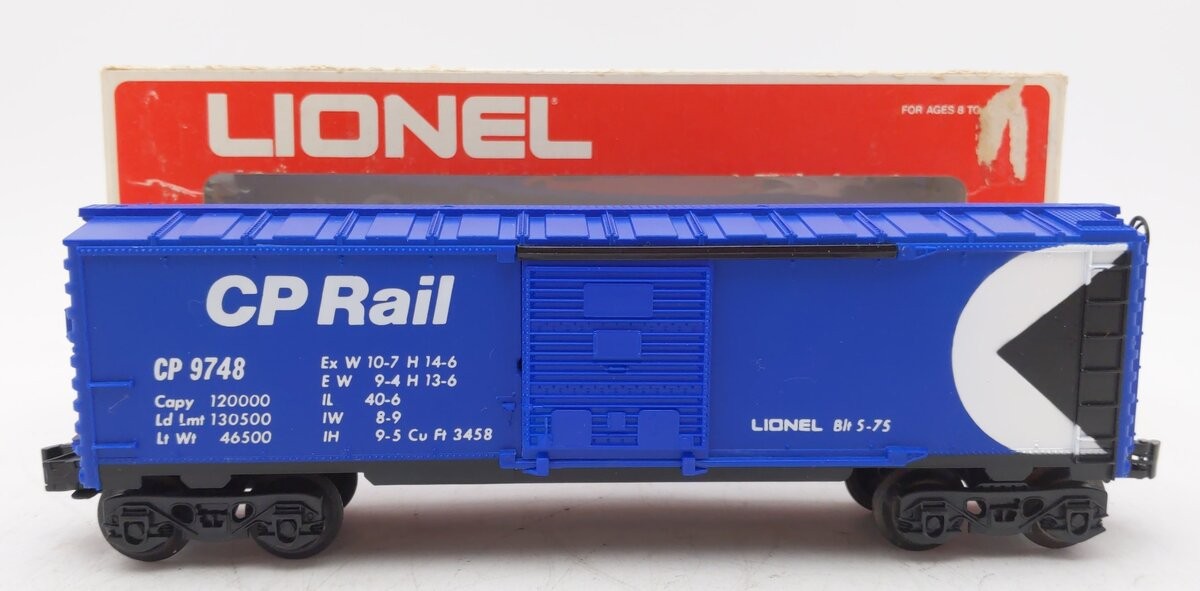 LIONEL
FOR AGES 8 TO
CP Rail
CP 9748
Capy 120000
Ld Lmt 130500
Lt Wt 46500
Ex W 10-7 H 14-6
E W 9-4 H 13-6
IL 40-6
IW 8-9
IH 9-5 Cu Ft 3458
LIONEL Blt 5-75